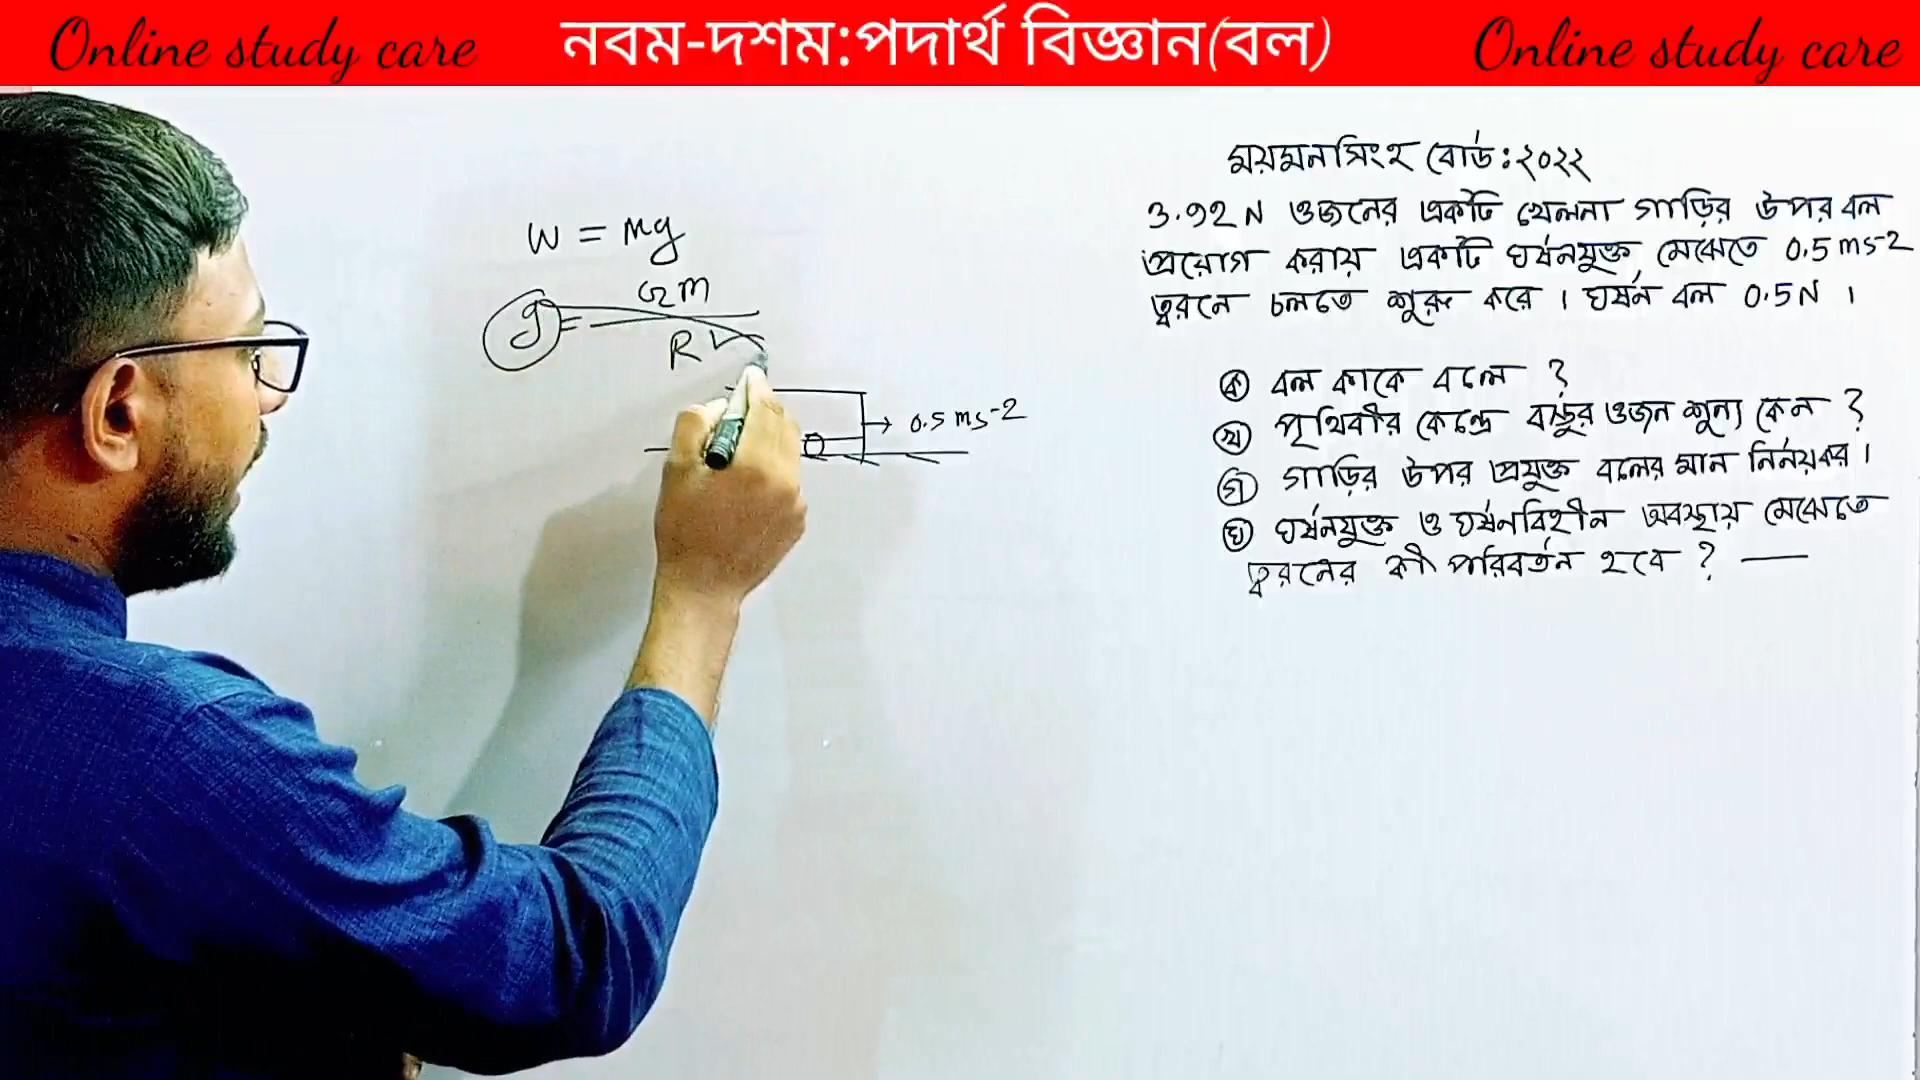 Online study care
নবম-দশম:পদার্থ বিজ্ঞান(বল)
Online study care
W = mg
g = GM
R
0.5 ms-2
ময়মনসিংহ বোর্ড:২০২২
3.92 N ওজনের একটি খেলনা গাড়ির উপর বল
প্রয়োগ করায় একটি ঘর্ষনযুক্ত মেঝেতে 0.5 ms-2
ত্বরনে চলতে শুরু করে । ঘর্ষন বল 0.5N ।
ক বল কাকে বলে ?
খ পৃথিবীর কেন্দ্রে বস্তুর ওজন শূন্য কেন ?
গ গাড়ির উপর প্রযুক্ত বলের মান নির্নয়কর ।
ঘ ঘর্ষনযুক্ত ও ঘর্ষনবিহীন অবস্থায় মেঝেতে
ত্বরনের কী পরিবর্তন হবে ? —